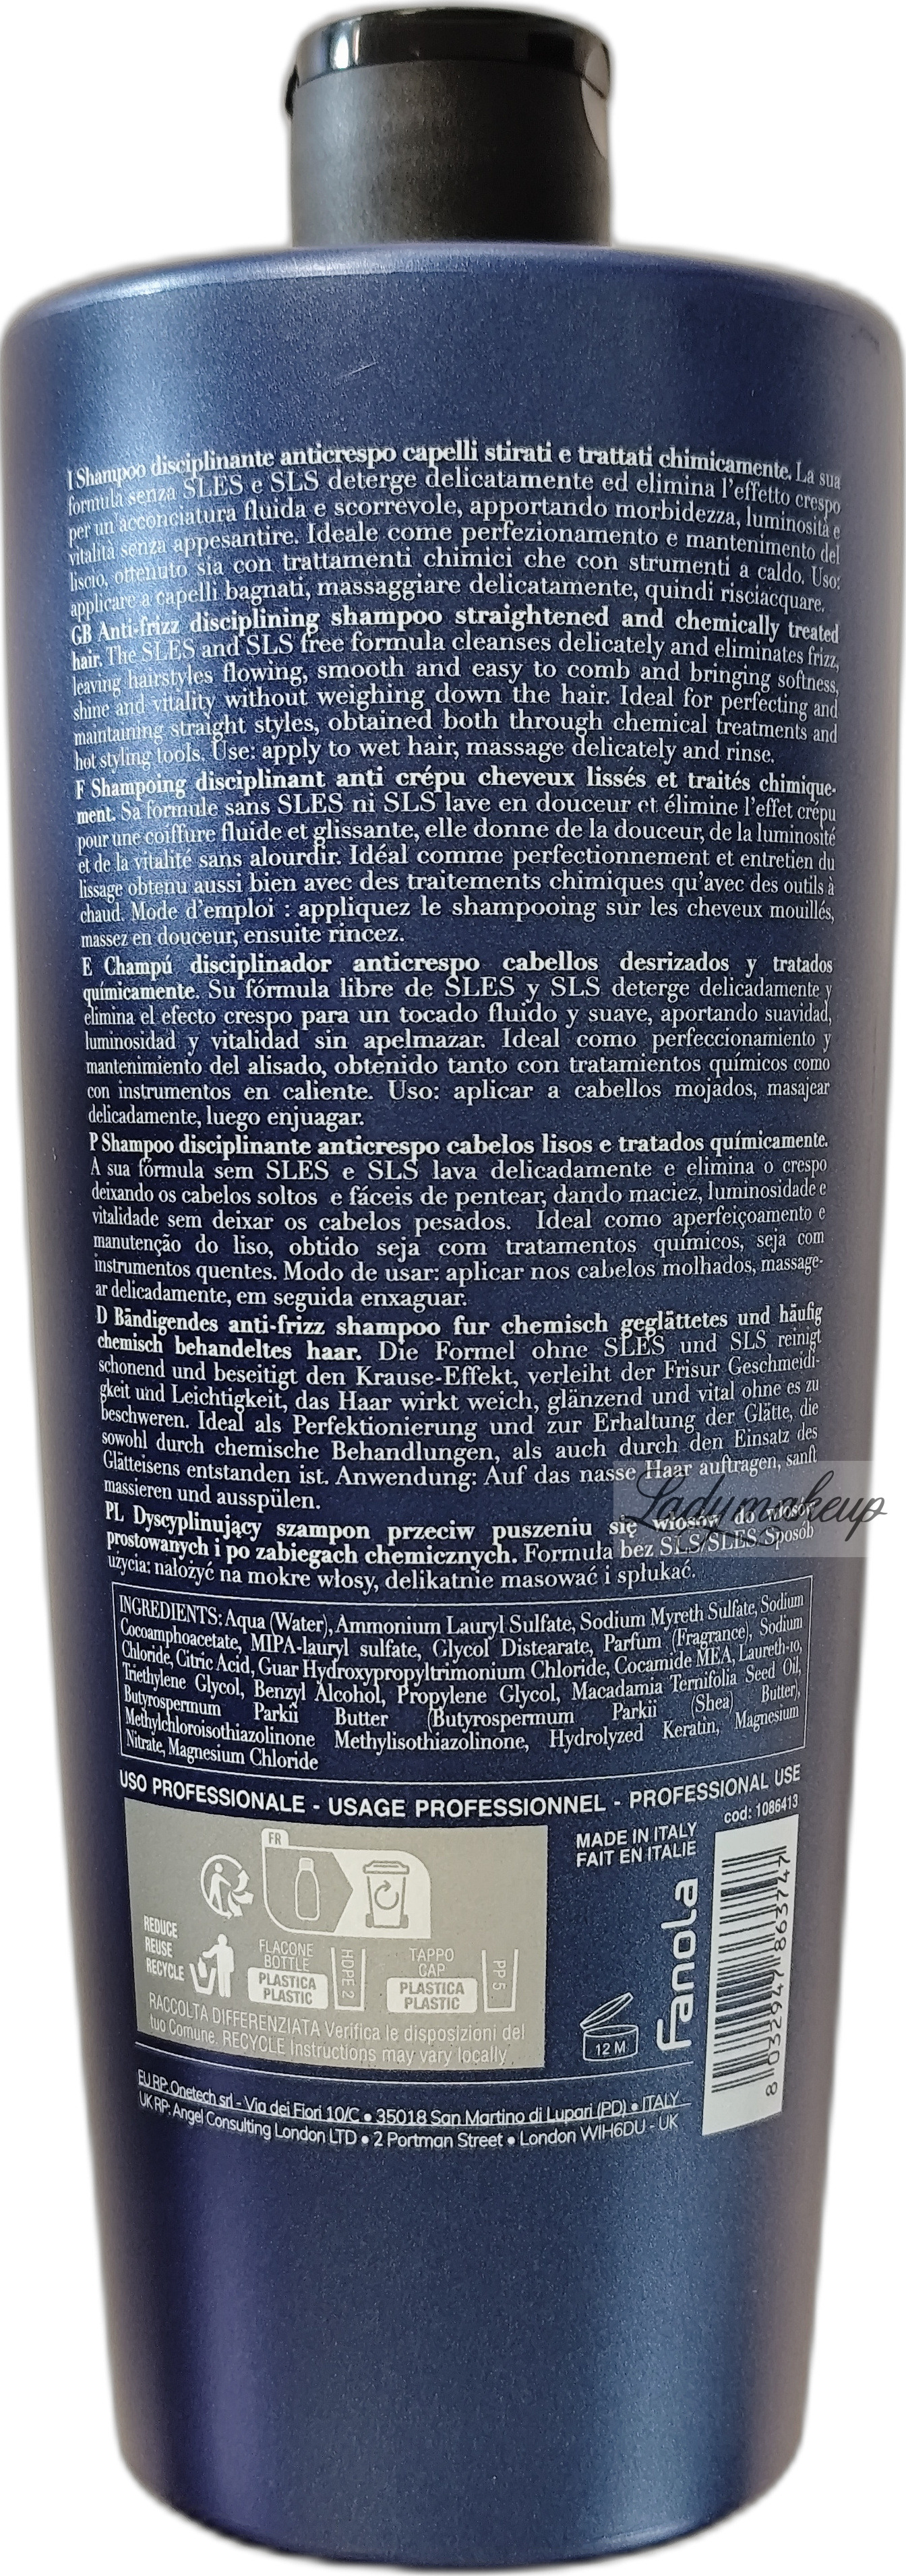 I Shampoo disciplinante anticrespo capelli stirati e trattati chimicamente. La sua
formula senza SLES e SLS deterge delicatamente ed elimina l'effetto crespo
per un'acconciatura fluida e scorrevole, apportando morbidezza, luminosità e
vitalità senza appesantire. Ideale come perfezionamento e mantenimento del
liscio, ottenuto sia con trattamenti chimici che con strumenti a caldo. Uso:
applicare a capelli bagnati, massaggiare delicatamente, quindi risciacquare.
GB Anti-frizz disciplining shampoo straightened and chemically treated
hair. The SLES and SLS free formula cleanses delicately and eliminates frizz,
leaving hairstyles flowing, smooth and easy to comb and bringing softness,
shine and vitality without weighing down the hair. Ideal for perfecting and
maintaining straight styles, obtained both through chemical treatments and
hot styling tools. Use: apply to wet hair, massage delicately and rinse.
F Shampoing disciplinant anti crépu cheveux lissés et traités chimique-
ment. Sa formule sans SLES ni SLS lave en douceur et élimine l'effet crépu
pour une coiffure fluide et glissante, elle donne de la douceur, de la luminosité
et de la vitalité sans alourdir. Idéal comme perfectionnement et entretien du
lissage obtenu aussi bien avec des traitements chimiques qu'avec des outils à
chaud. Mode d'emploi : appliquez le shampooing sur les cheveux mouillés,
massez en douceur, ensuite rincez.
E Champú disciplinador anticrespo cabellos desrizados y tratados
químicamente. Su fórmula libre de SLES y SLS deterge delicadamente y
elimina el efecto crespo para un tocado fluido y suave, aportando suavidad,
luminosidad y vitalidad sin apelmazar. Ideal como perfeccionamiento y
mantenimiento del alisado, obtenido tanto con tratamientos químicos como
con instrumentos en caliente. Uso: aplicar a cabellos mojados, masajear
delicadamente, luego enjuagar.
P Shampoo disciplinante anticrespo cabelos lisos e tratados químicamente.
A sua fórmula sem SLES e SLS lava delicadamente e elimina o crespo
deixando os cabelos soltos e fáceis de pentear, dando maciez, luminosidade e
vitalidade sem deixar os cabelos pesados. Ideal como aperfeiçoamento e
manutenção do liso, obtido seja com tratamentos químicos, seja com
instrumentos quentes. Modo de usar: aplicar nos cabelos molhados, massage-
ar delicadamente, em seguida enxaguar.
D Bändigendes anti-frizz shampoo fur chemisch geglättetes und häufig
chemisch behandeltes haar. Die Formel ohne SLES und SLS reinigt
schonend und beseitigt den Krause-Effekt, verleiht der Frisur Geschmeidi-
gkeit und Leichtigkeit, das Haar wirkt weich, glänzend und vital ohne es zu
beschweren. Ideal als Perfektionierung und zur Erhaltung der Glätte, die
sowohl durch chemische Behandlungen, als auch durch den Einsatz des
Glätteisens entstanden ist. Anwendung: Auf das nasse Haar auftragen, sanft
massieren und ausspülen.
PL Dyscyplinujący szampon przeciw puszeniu się włosów do włosów
prostowanych i po zabiegach chemicznych. Formuła bez SLS/SLES. Sposób
użycia: nałożyć na mokre włosy, delikatnie masować i spłukać.
Ladymakeup
INGREDIENTS: Aqua (Water), Ammonium Lauryl Sulfate, Sodium Myreth Sulfate, Sodium
Cocoamphoacetate, MIPA-lauryl sulfate, Glycol Distearate, Parfum (Fragrance), Sodium
Chloride, Citric Acid, Guar Hydroxypropyltrimonium Chloride, Cocamide MEA, Laureth-10,
Triethylene Glycol, Benzyl Alcohol, Propylene Glycol, Macadamia Ternifolia Seed Oil,
Butyrospermum Parkii Butter (Butyrospermum Parkii (Shea) Butter),
Methylchloroisothiazolinone Methylisothiazolinone, Hydrolyzed Keratin, Magnesium
Nitrate, Magnesium Chloride
USO PROFESSIONALE - USAGE PROFESSIONNEL - PROFESSIONAL USE
cod: 1086413
MADE IN ITALY
FAIT EN ITALIE
FR
REDUCE
REUSE
RECYCLE
FLACONE
BOTTLE
PLASTICA
PLASTIC
HDPE 2
TAPPO
CAP
PLASTICA
PLASTIC
PP 5
RACCOLTA DIFFERENZIATA Verifica le disposizioni del
tuo Comune. RECYCLE Instructions may vary locally
12 M
fanola
8 032947 863747
EU RP: Onetech srl - Via dei Fiori 10/C • 35018 San Martino di Lupari (PD) • ITALY
UK RP: Angel Consulting London LTD • 2 Portman Street • London W1H6DU - UK